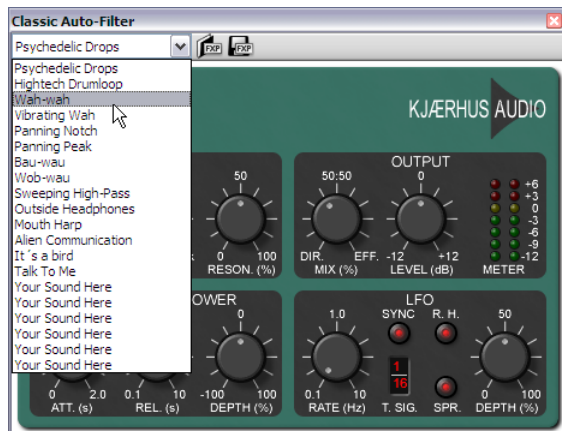 Classic Auto-Filter
Psychedelic Drops
FXP FXP
Psychedelic Drops
Hightech Drumloop
Wah-wah
Vibrating Wah
Panning Notch
Panning Peak
Bau-wau
Wob-wau
Sweeping High-Pass
Outside Headphones
Mouth Harp
Alien Communication
It´s a bird
Talk To Me
Your Sound Here
Your Sound Here
Your Sound Here
Your Sound Here
Your Sound Here
Your Sound Here
KJÆRHUS AUDIO
50
0 100
RESON. (%)
OUTPUT
50:50 0
DIR. EFF. -12 +12
MIX (%) LEVEL (dB) METER
+6
+3
0
-3
-6
-9
-12
OWER
0
0 2.0 0.1 10 -100 100
ATT. (s) REL. (s) DEPTH (%)
LFO
1.0 SYNC R. H. 50
1
16
0.1 10 0 100
RATE (Hz) T. SIG. SPR. DEPTH (%)